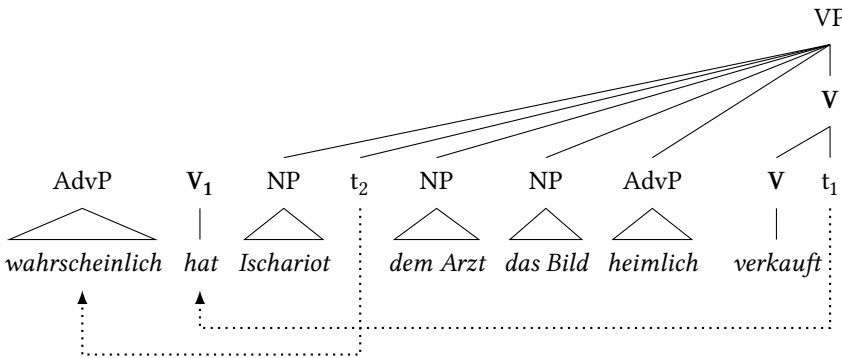 VP
V
AdvP V₁ NP t₂ NP NP AdvP V t₁
wahrscheinlich hat Ischariot dem Arzt das Bild heimlich verkauft